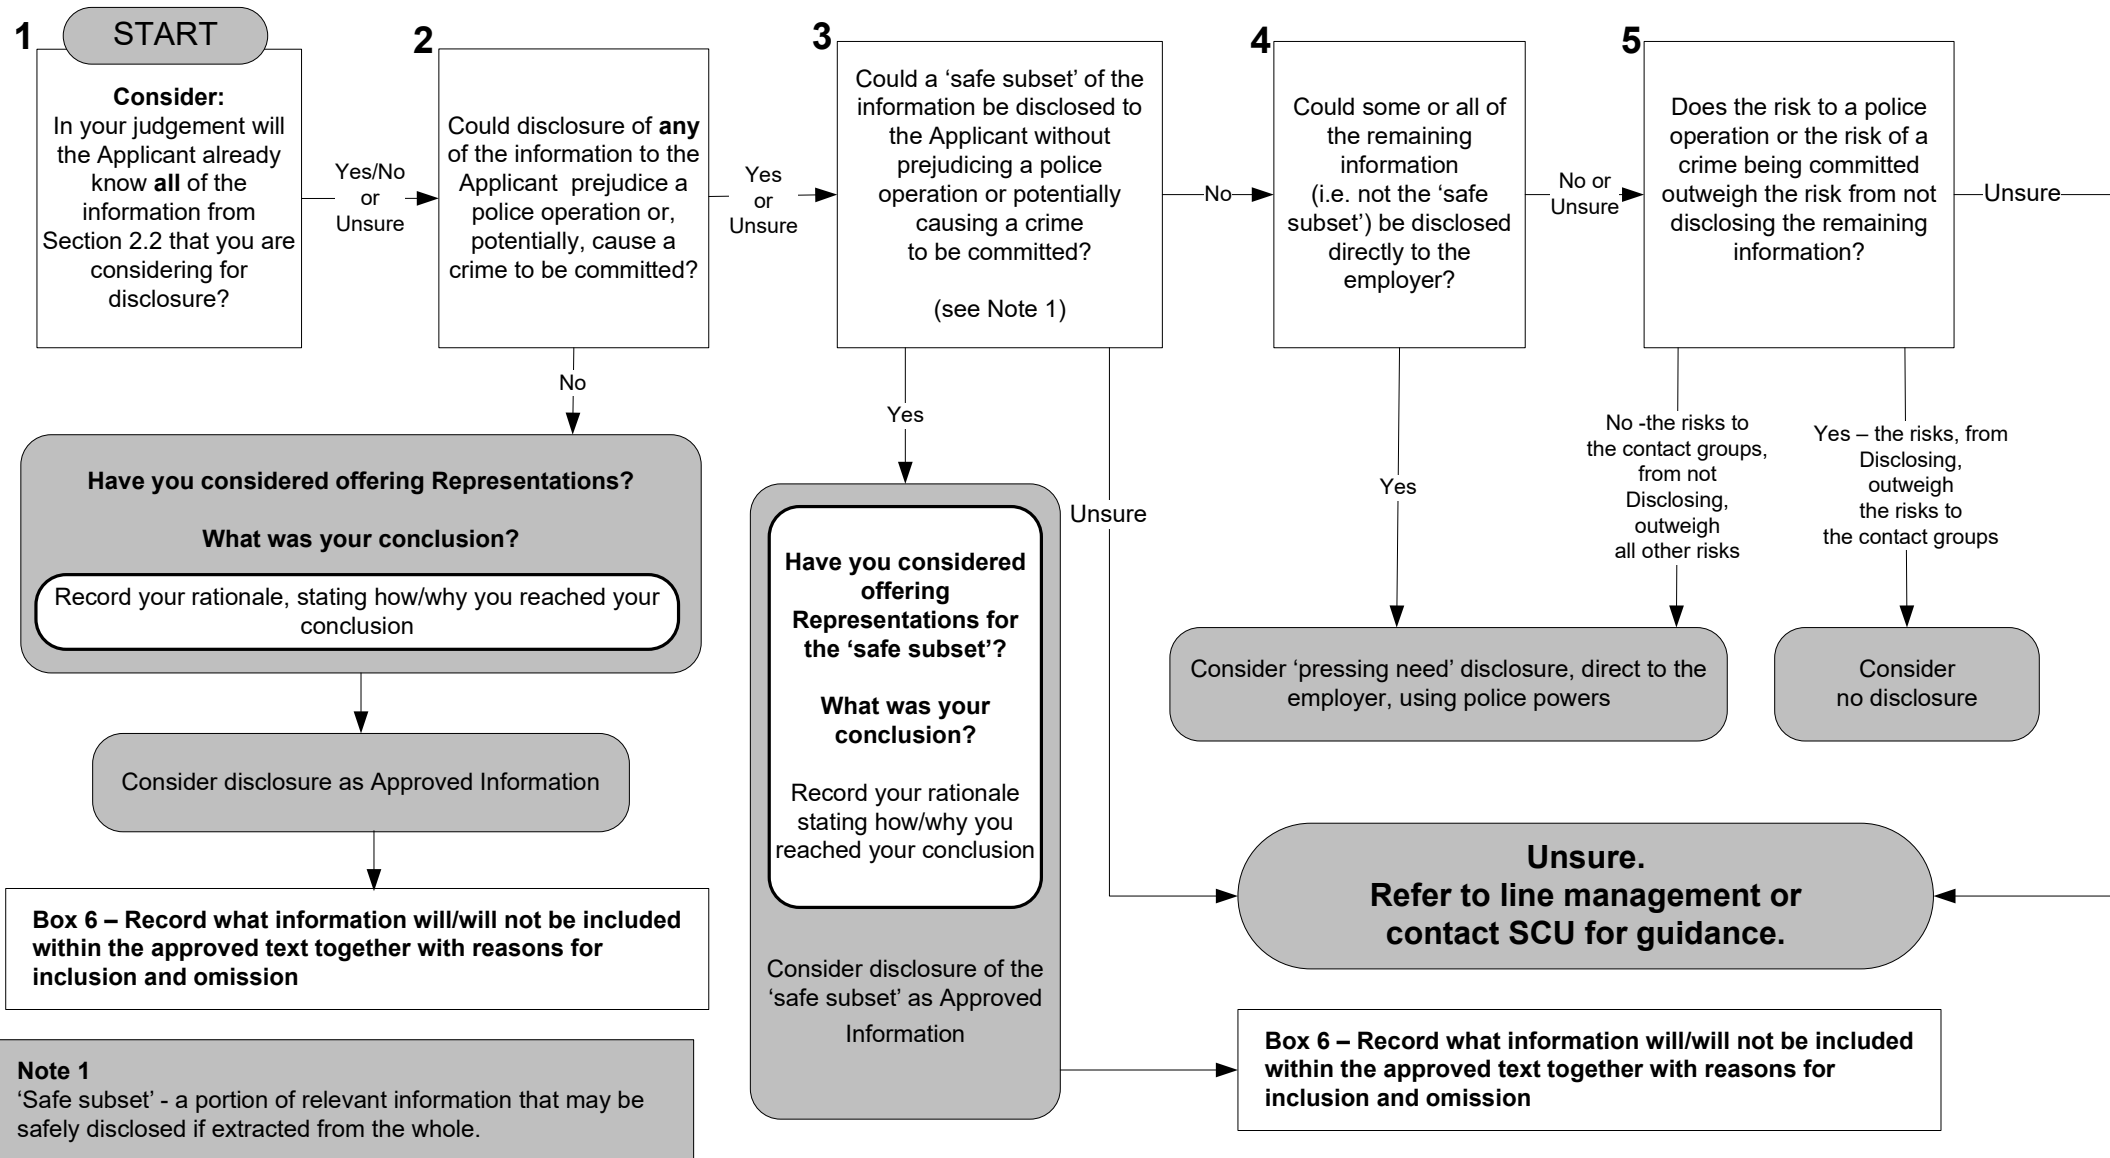 1
START
Consider:
In your judgement will
the Applicant already
know all of the
information from
Section 2.2 that you are
considering for
disclosure?
Yes/No
or
Unsure
2
Could disclosure of any
of the information to the
Applicant prejudice a
police operation or,
potentially, cause a
crime to be committed?
Yes
or
Unsure
3
Could a ‘safe subset’ of the
information be disclosed to
the Applicant without
prejudicing a police
operation or potentially
causing a crime
to be committed?
(see Note 1)
No
4
Could some or all of
the remaining
information
(i.e. not the ‘safe
subset’) be disclosed
directly to the
employer?
No or
Unsure
5
Does the risk to a police
operation or the risk of a
crime being committed
outweigh the risk from not
disclosing the remaining
information?
Unsure
No
Have you considered offering Representations?
What was your conclusion?
Record your rationale, stating how/why you reached your
conclusion
Consider disclosure as Approved Information
Box 6 – Record what information will/will not be included
within the approved text together with reasons for
inclusion and omission
Note 1
‘Safe subset’ - a portion of relevant information that may be
safely disclosed if extracted from the whole.
Yes
Have you considered
offering
Representations for
the ‘safe subset’?
What was your
conclusion?
Record your rationale
stating how/why you
reached your conclusion
Consider disclosure of the
‘safe subset’ as Approved
Information
Unsure
Yes
No -the risks to
the contact groups,
from not
Disclosing,
outweigh
all other risks
Yes – the risks, from
Disclosing,
outweigh
the risks to
the contact groups
Consider ‘pressing need’ disclosure, direct to the
employer, using police powers
Consider
no disclosure
Unsure.
Refer to line management or
contact SCU for guidance.
Box 6 – Record what information will/will not be included
within the approved text together with reasons for
inclusion and omission